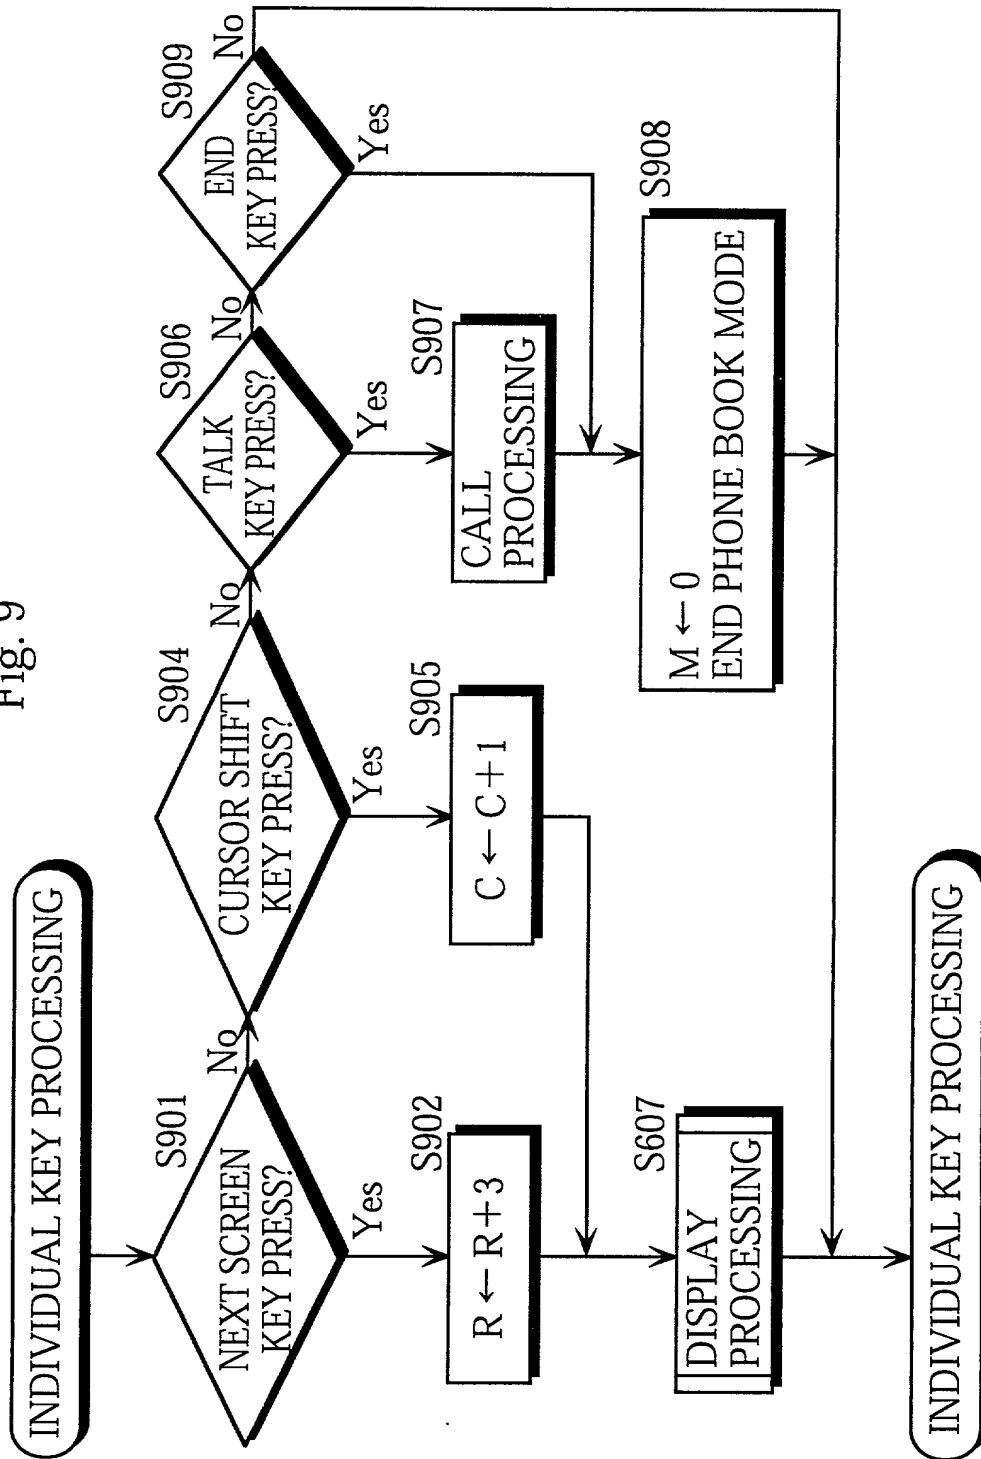 Fig. 9
INDIVIDUAL KEY PROCESSING
S901
NEXT SCREEN
KEY PRESS?
No
Yes
S902
R ← R+3
S607
DISPLAY
PROCESSING
S904
CURSOR SHIFT
KEY PRESS?
No
Yes
S905
C ← C+1
S906
TALK
KEY PRESS?
No
Yes
S907
CALL
PROCESSING
S909
END
KEY PRESS?
No
Yes
S908
M ← 0
END PHONE BOOK MODE
INDIVIDUAL KEY PROCESSING